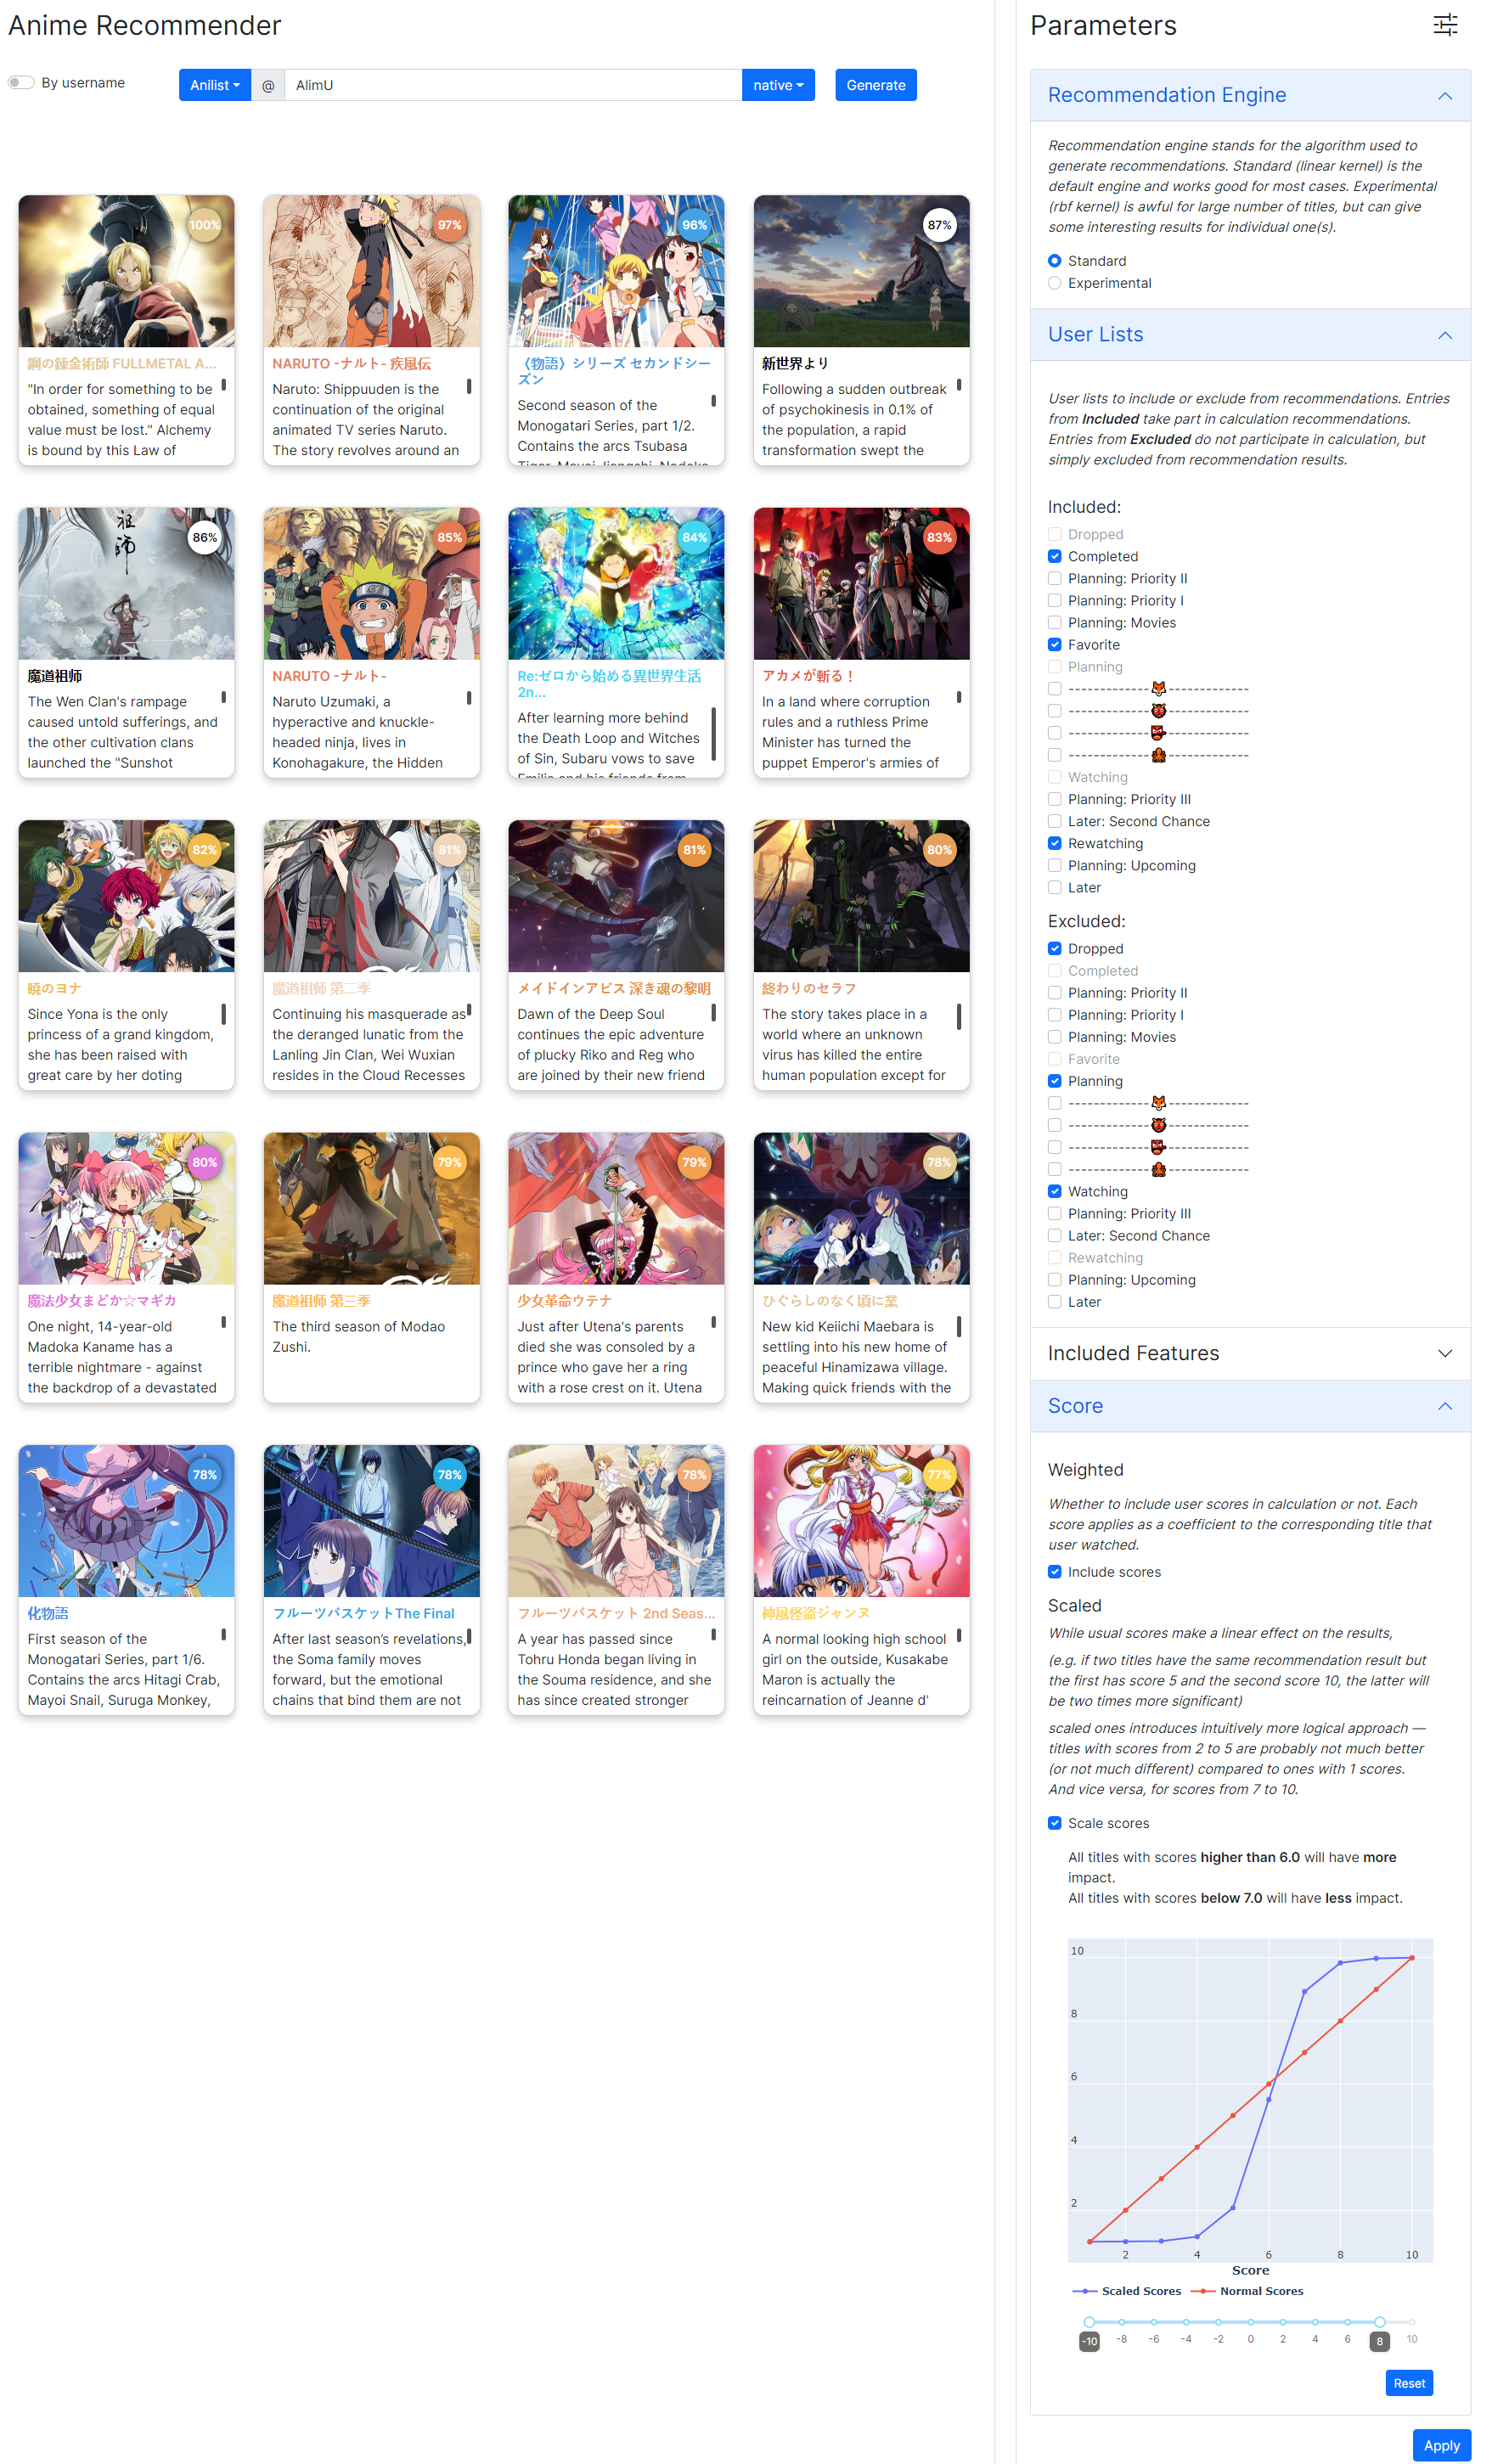 Anime Recommender
By username
Anilist
@
AlimU
native
Generate
100%
鋼の錬金術師 FULLMETAL A...
"In order for something to be
obtained, something of equal
value must be lost." Alchemy
is bound by this Law of
97%
NARUTO -ナルト- 疾風伝
Naruto: Shippuuden is the
continuation of the original
animated TV series Naruto.
The story revolves around an
96%
〈物語〉シリーズ セカンドシー
ズン
Second season of the
Monogatari Series, part 1/2.
Contains the arcs Tsubasa
Tiger, Mayoi Jiangshi, Nadeko
87%
新世界より
Following a sudden outbreak
of psychokinesis in 0.1% of
the population, a rapid
transformation swept the
祖
師
86%
魔道祖师
The Wen Clan's rampage
caused untold sufferings, and
the other cultivation clans
launched the "Sunshot
85%
NARUTO -ナルト-
Naruto Uzumaki, a
hyperactive and knuckle-
headed ninja, lives in
Konohagakure, the Hidden
84%
Re:ゼロから始める異世界生活
2n...
After learning more behind
the Death Loop and Witches
of Sin, Subaru vows to save
Emilia and his friends from
83%
アカメが斬る！
In a land where corruption
rules and a ruthless Prime
Minister has turned the
puppet Emperor's armies of
82%
暁のヨナ
Since Yona is the only
princess of a grand kingdom,
she has been raised with
great care by her doting
81%
魔道祖师 第二季
Continuing his masquerade as
the deranged lunatic from the
Lanling Jin Clan, Wei Wuxian
resides in the Cloud Recesses
81%
メイドインアビス 深き魂の黎明
Dawn of the Deep Soul
continues the epic adventure
of plucky Riko and Reg who
are joined by their new friend
80%
終わりのセラフ
The story takes place in a
world where an unknown
virus has killed the entire
human population except for
80%
魔法少女まどか☆マギカ
One night, 14-year-old
Madoka Kaname has a
terrible nightmare - against
the backdrop of a devastated
79%
魔道祖师 第三季
The third season of Modao
Zushi.
79%
少女革命ウテナ
Just after Utena's parents
died she was consoled by a
prince who gave her a ring
with a rose crest on it. Utena
78%
ひぐらしのなく頃に業
New kid Keiichi Maebara is
settling into his new home of
peaceful Hinamizawa village.
Making quick friends with the
78%
化物語
First season of the
Monogatari Series, part 1/6.
Contains the arcs Hitagi Crab,
Mayoi Snail, Suruga Monkey,
78%
フルーツバスケットThe Final
After last season's revelations,
the Soma family moves
forward, but the emotional
chains that bind them are not
78%
フルーツバスケット 2nd Seas...
A year has passed since
Tohru Honda began living in
the Souma residence, and she
has since created stronger
77%
神風怪盗ジャンヌ
A normal looking high school
girl on the outside, Kusakabe
Maron is actually the
reincarnation of Jeanne d'
Parameters
Recommendation Engine
Recommendation engine stands for the algorithm used to
generate recommendations. Standard (linear kernel) is the
default engine and works good for most cases. Experimental
(rbf kernel) is awful for large number of titles, but can give
some interesting results for individual one(s).
Standard
Experimental
User Lists
User lists to include or exclude from recommendations. Entries
from Included take part in calculation recommendations.
Entries from Excluded do not participate in calculation, but
simply excluded from recommendation results.
Included:
Dropped
Completed
Planning: Priority II
Planning: Priority I
Planning: Movies
Favorite
Planning
-------------🦊-------------
-------------👹-------------
-------------👺-------------
-------------🐙-------------
Watching
Planning: Priority III
Later: Second Chance
Rewatching
Planning: Upcoming
Later
Excluded:
Dropped
Completed
Planning: Priority II
Planning: Priority I
Planning: Movies
Favorite
Planning
-------------🦊-------------
-------------👹-------------
-------------👺-------------
-------------🐙-------------
Watching
Planning: Priority III
Later: Second Chance
Rewatching
Planning: Upcoming
Later
Included Features
Score
Weighted
Whether to include user scores in calculation or not. Each
score applies as a coefficient to the corresponding title that
user watched.
Include scores
Scaled
While usual scores make a linear effect on the results,
(e.g. if two titles have the same recommendation result but
the first has score 5 and the second score 10, the latter will
be two times more significant)
scaled ones introduces intuitively more logical approach —
titles with scores from 2 to 5 are probably not much better
(or not much different) compared to ones with 1 scores.
And vice versa, for scores from 7 to 10.
Scale scores
All titles with scores higher than 6.0 will have more
impact.
All titles with scores below 7.0 will have less impact.
10
8
6
4
2
2 4 6 8 10
Score
Scaled Scores Normal Scores
-10 -8 -6 -4 -2 0 2 4 6 8 10
Reset
Apply